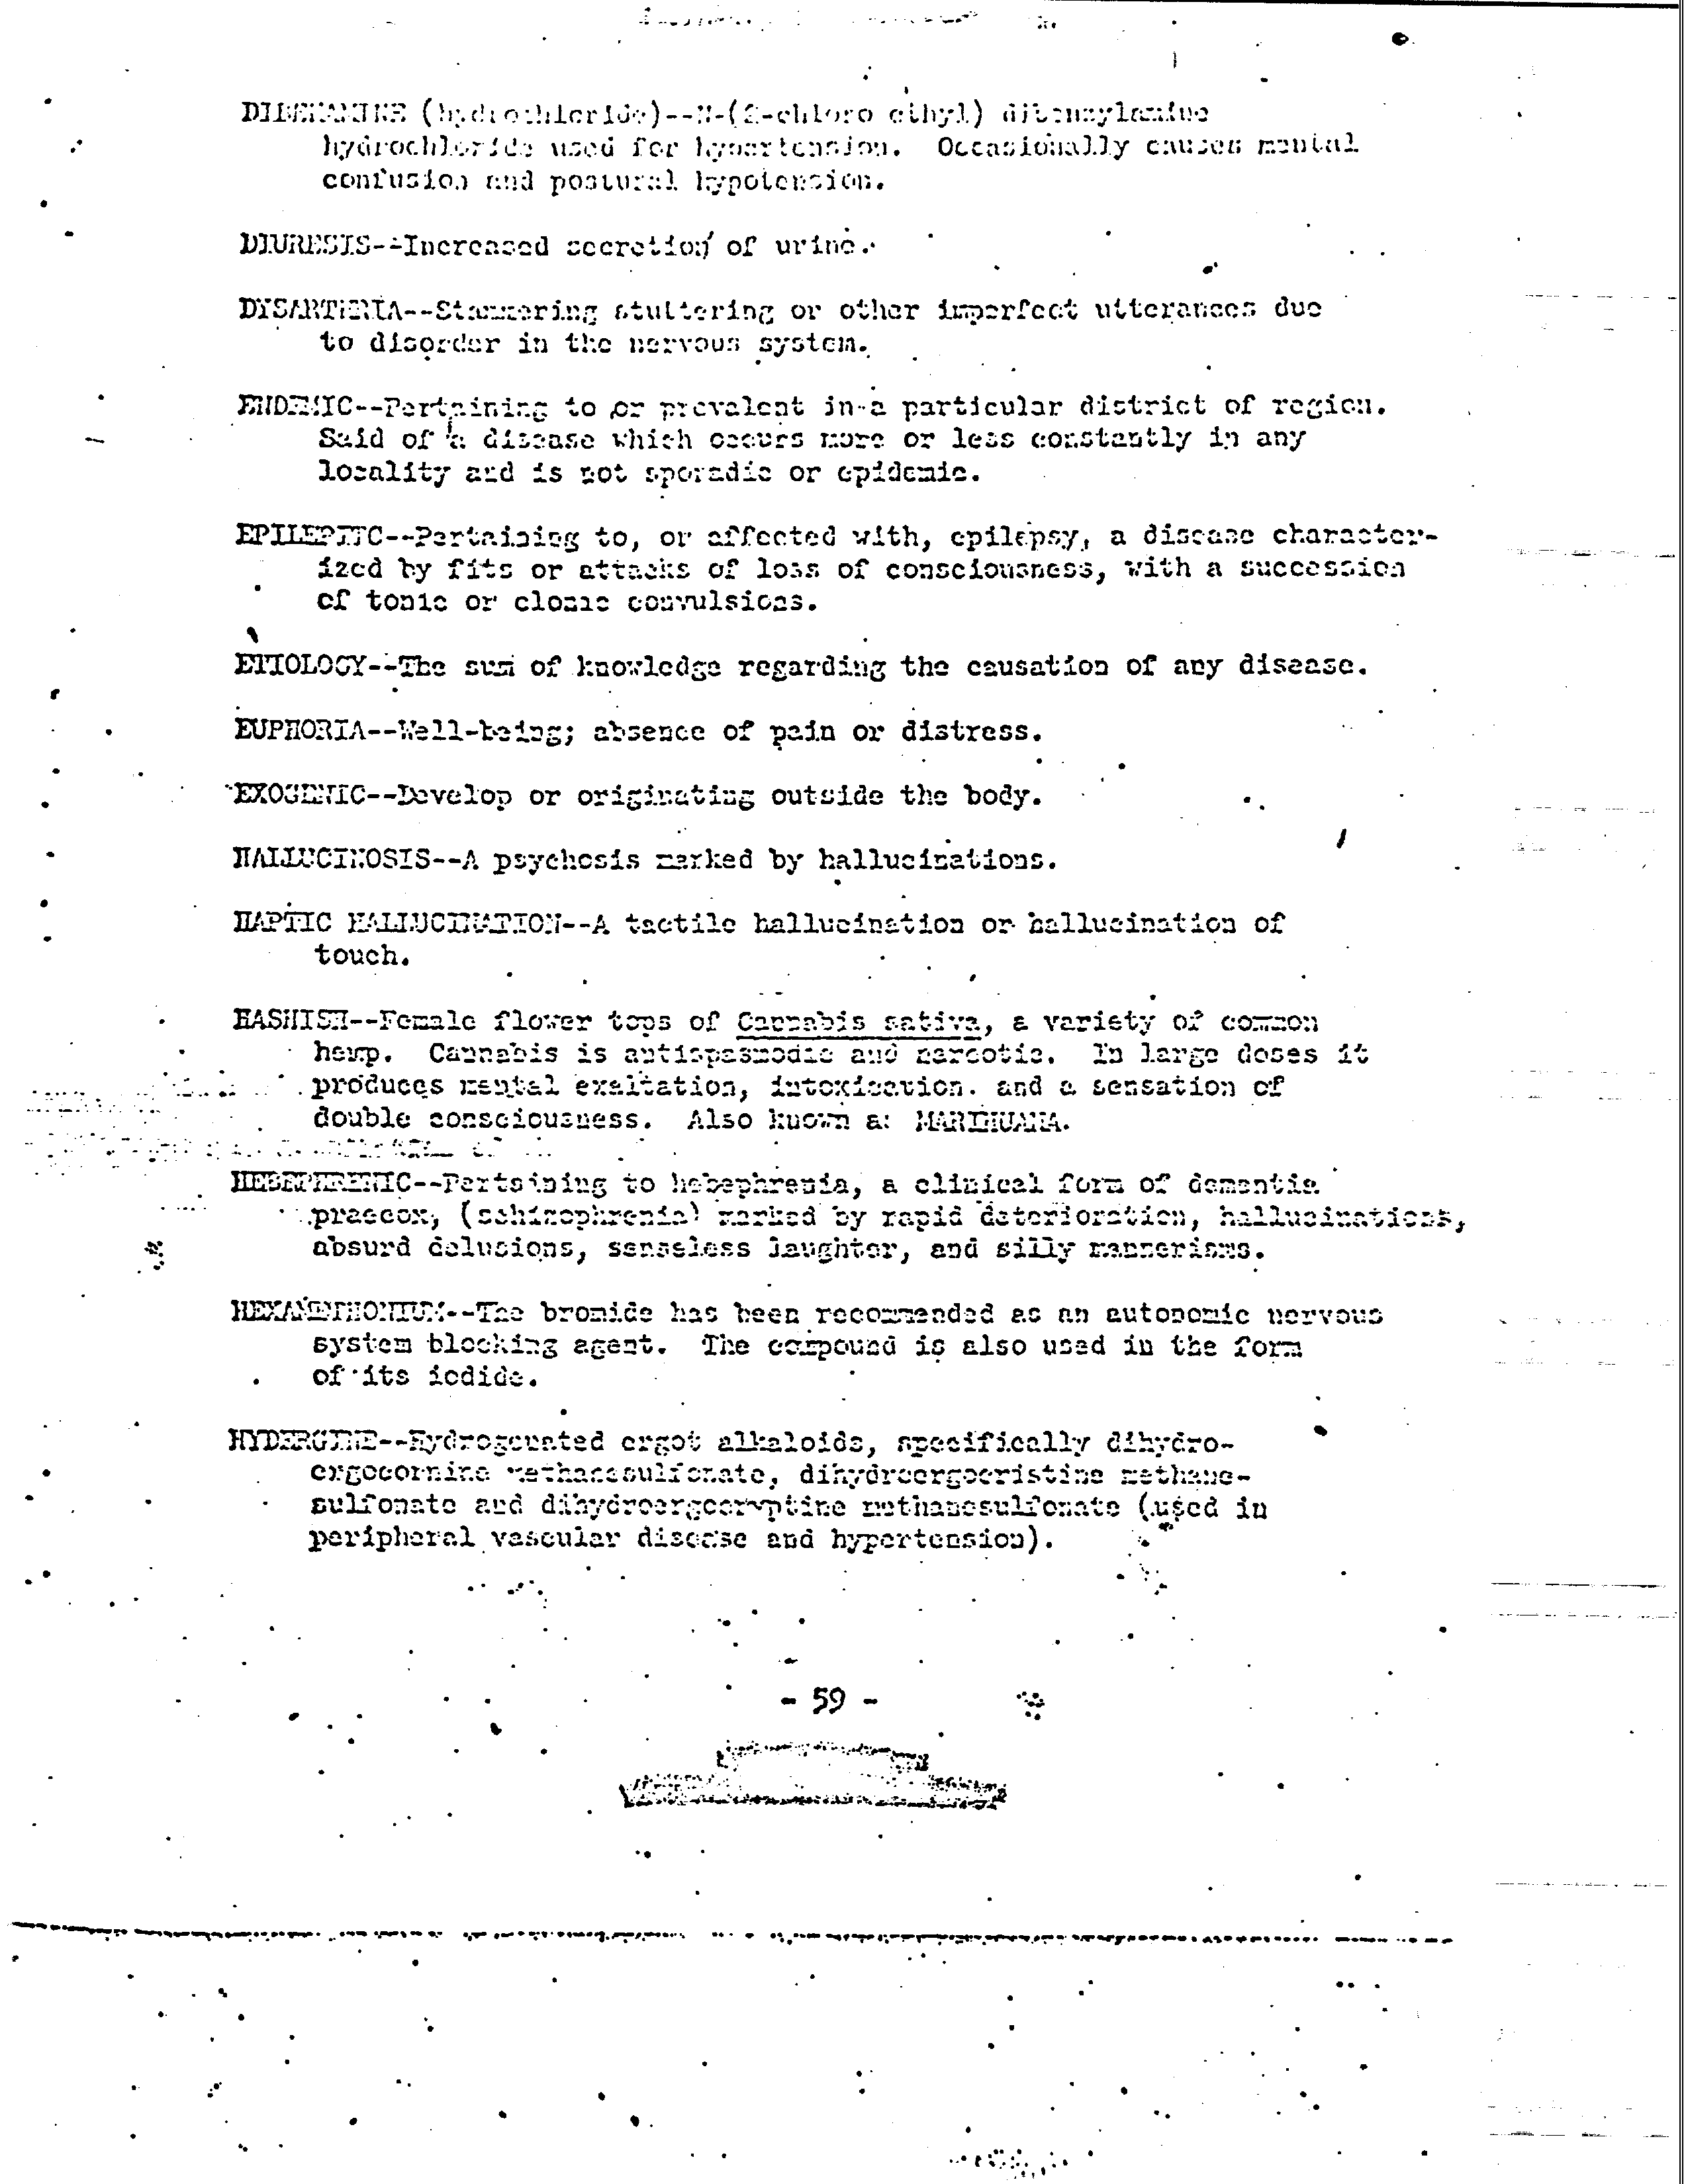 DIBENAMINE (hydrochloride)--N-(2-chloro ethyl) dibenzylamine
hydrochloride used for hypertension. Occasionally causes mental
confusion and postural hypotension.
DIURESIS--Increased secretion of urine.
DYSARTHRIA--Stammering stuttering or other imperfect utterances due
to disorder in the nervous system.
ENDEMIC--Pertaining to or prevalent in a particular district of region.
Said of a disease which occurs more or less constantly in any
locality and is not sporadic or epidemic.
EPILEPTIC--Pertaining to, or affected with, epilepsy, a disease character-
ized by fits or attacks of loss of consciousness, with a succession
of tonic or clonic convulsions.
ETIOLOGY--The sum of knowledge regarding the causation of any disease.
EUPHORIA--Well-being; absence of pain or distress.
EXOGENIC--Develop or originating outside the body.
HALLUCINOSIS--A psychosis marked by hallucinations.
HAPTIC HALLUCINATION--A tactile hallucination or hallucination of
touch.
HASHISH--Female flower tops of Cannabis sativa, a variety of common
hemp. Cannabis is antispasmodic and narcotic. In large doses it
produces mental exaltation, intoxication. and a sensation of
double consciousness. Also known as MARIHUANA.
HEBEPHRENIC--Pertaining to hebephrenia, a clinical form of dementia
praecox, (schizophrenia) marked by rapid deterioration, hallucinations,
absurd delusions, senseless laughter, and silly mannerisms.
HEXAMETHONIUM--The bromide has been recommended as an autonomic nervous
system blocking agent. The compound is also used in the form
of its iodide.
HYDERGINE--Hydrogenated ergot alkaloids, specifically dihydro-
ergocornine methanesulfonate, dihydroergocristine methane-
sulfonate and dihydroergocryptine methanesulfonate (used in
peripheral vascular disease and hypertension).
- 59 -